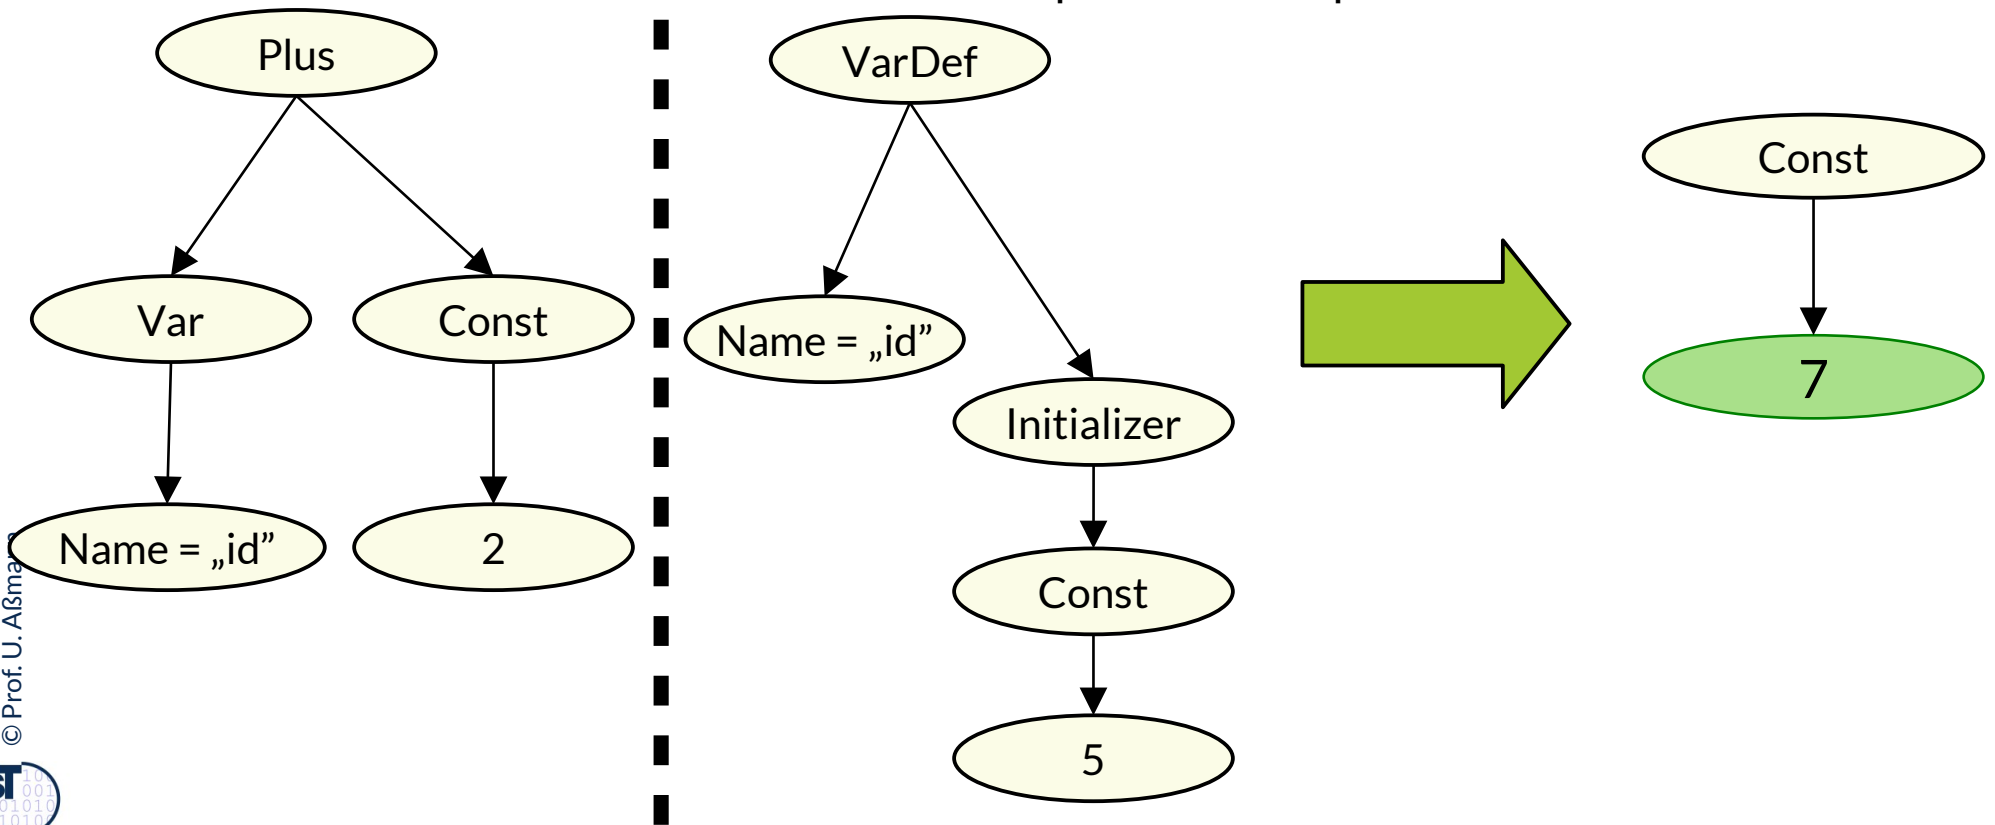 Plus
VarDef
Const
Var
Const
Name = „id”
7
Initializer
Name = „id”
2
Const
5
© Prof. U. Aßmann